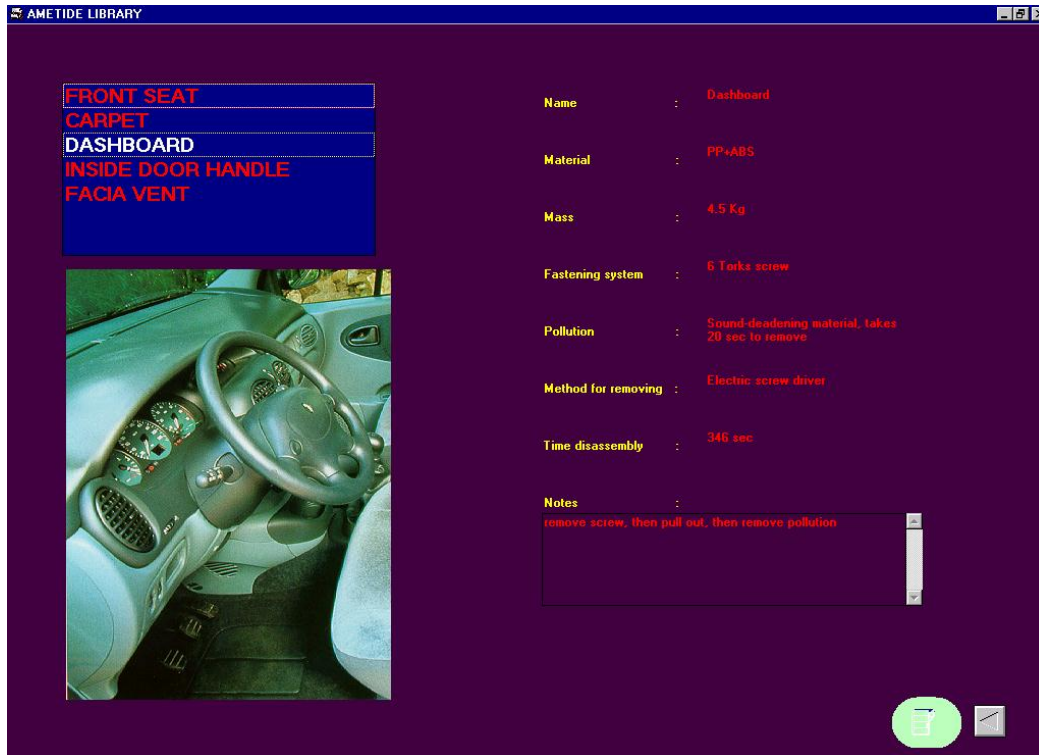 AMETIDE LIBRARY
FRONT SEAT
CARPET
DASHBOARD
INSIDE DOOR HANDLE
FACIA VENT
Name : Dashboard
Material : PP+ABS
Mass : 4.5 Kg
Fastening system : 6 Torks screw
Pollution : Sound-deadening material, takes
20 sec to remove
Method for removing : Electric screw driver
Time disassembly : 346 sec
Notes :
remove screw, then pull out, then remove pollution